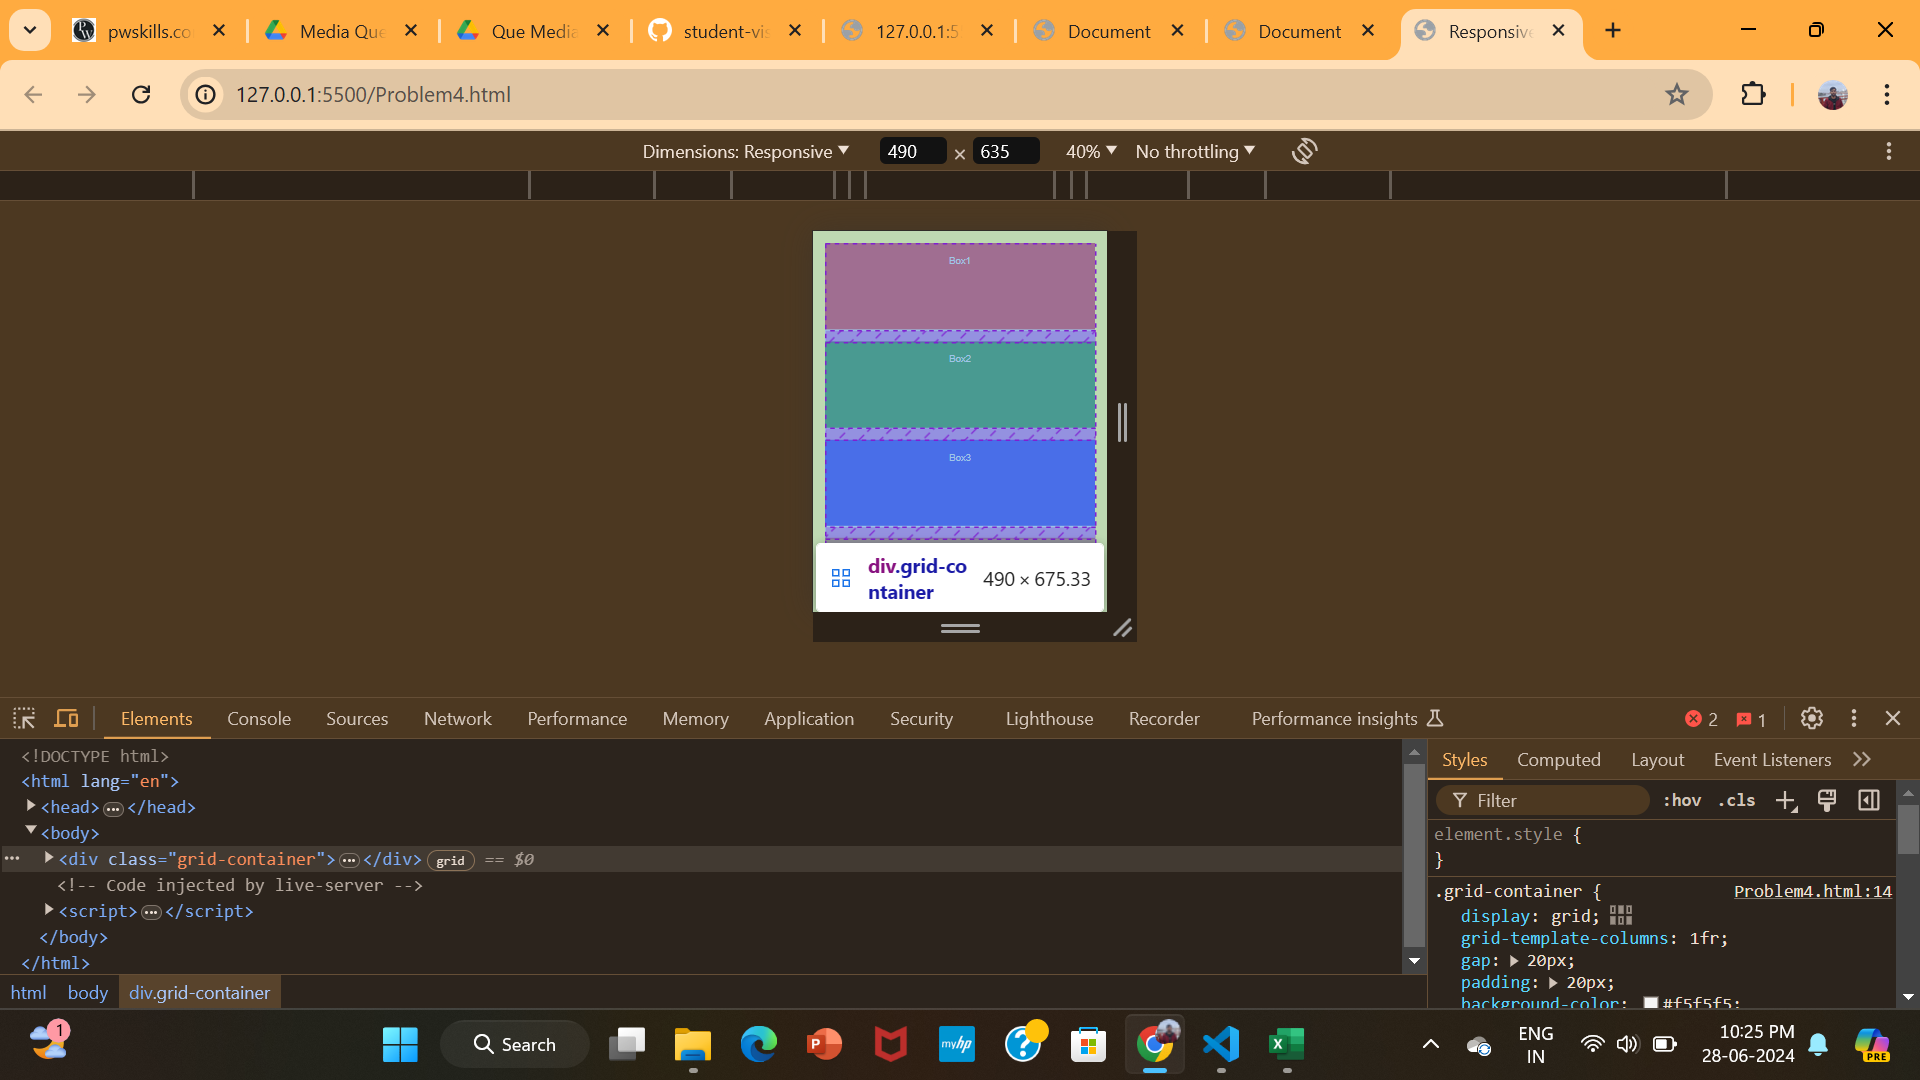 pwskills.co
Media Que
Que Media
student-vis
127.0.0.1:5
Document
Document
Responsive
127.0.0.1:5500/Problem4.html
Dimensions: Responsive 490 × 635 40% No throttling
Box1
Box2
Box3
div.grid-co
ntainer
490 × 675.33
Elements Console Sources Network Performance Memory Application Security Lighthouse Recorder Performance insights 2 1
<!DOCTYPE html>
<html lang="en">
<head>…</head>
<body>
<div class="grid-container">…</div> grid == $0
<!-- Code injected by live-server -->
<script>…</script>
</body>
</html>
html body div.grid-container
Styles Computed Layout Event Listeners
Filter :hov .cls
element.style {
}
.grid-container { Problem4.html:14
display: grid;
grid-template-columns: 1fr;
gap: 20px;
padding: 20px;
background-color: #f5f5f5;
1
Search
P
myhp
?
X
ENG
IN
10:25 PM
28-06-2024
PRE